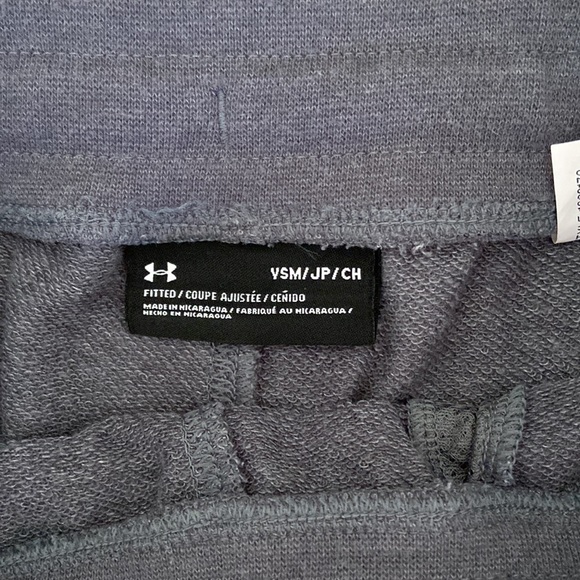 YSM/JP/CH
FITTED / COUPE AJUSTÉE / CEÑIDO
MADE IN NICARAGUA / FABRIQUÉ AU NICARAGUA /
HECHO EN NICARAGUA